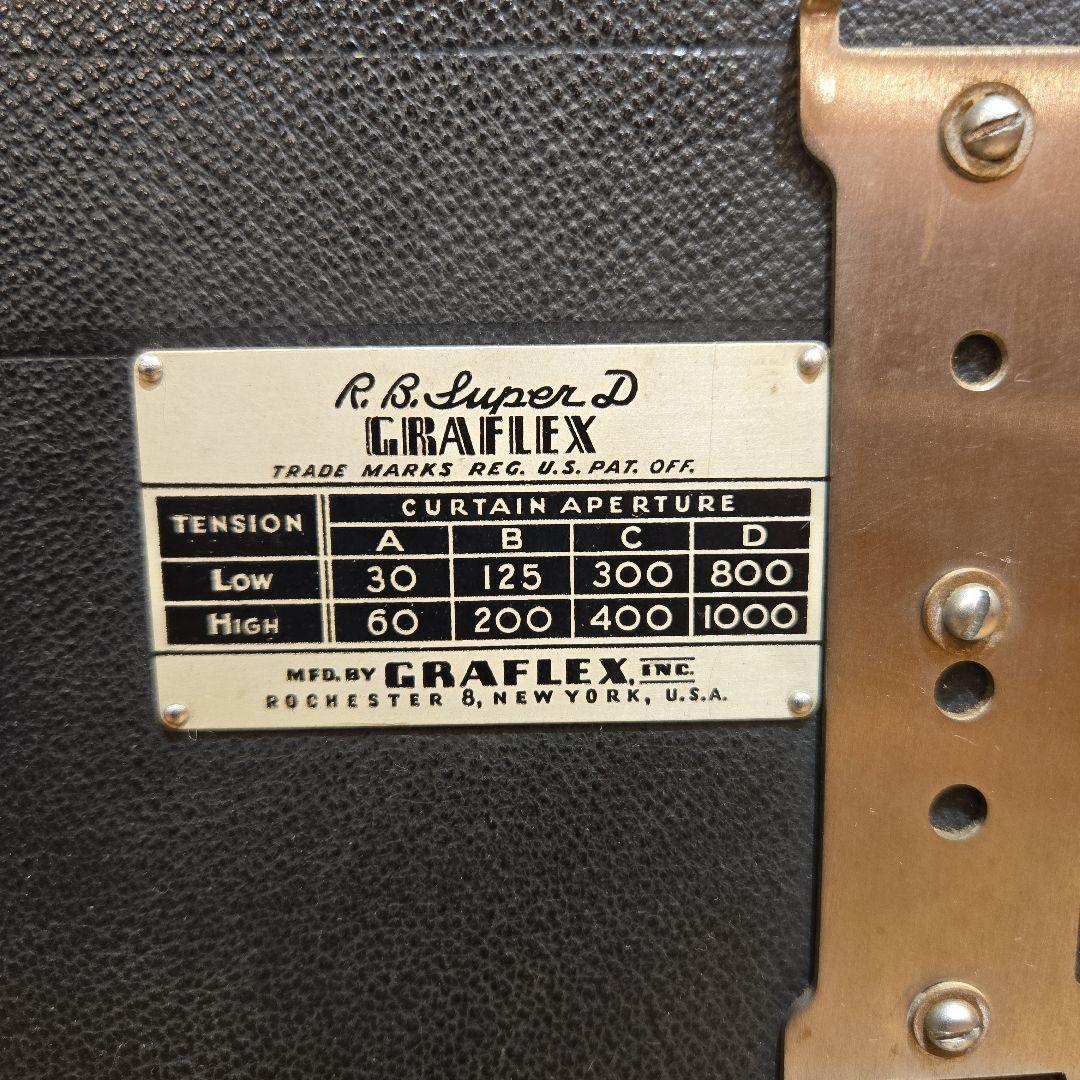 R. B. Super D
GRAFLEX
TRADE MARKS REG. U.S. PAT. OFF.
TENSION CURTAIN APERTURE
A B C D
LOW 30 125 300 800
HIGH 60 200 400 1000
MFD. BY GRAFLEX, INC.
ROCHESTER 8, NEW YORK, U.S.A.